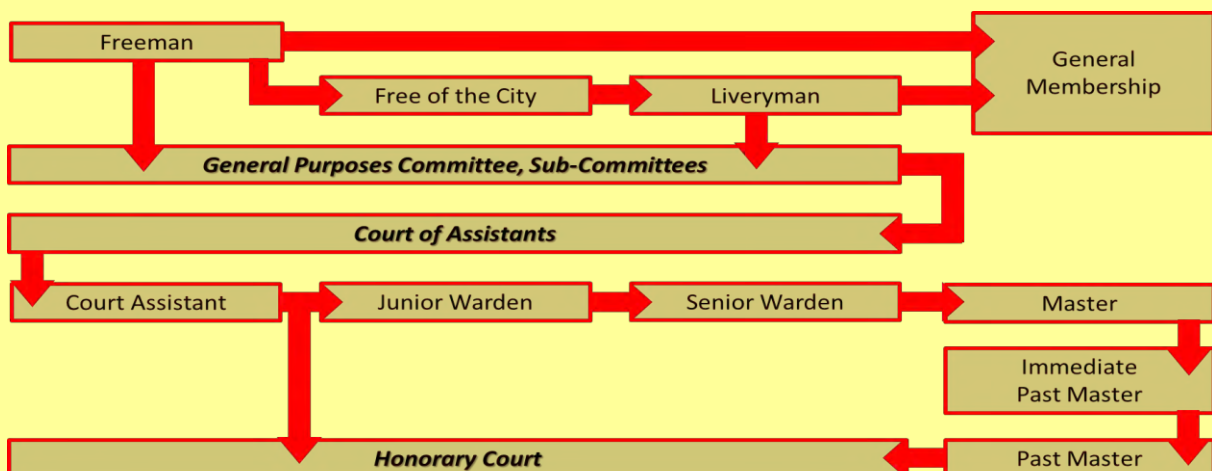 Freeman
General
Membership
Free of the City
Liveryman
General Purposes Committee, Sub-Committees
Court of Assistants
Court Assistant
Junior Warden
Senior Warden
Master
Immediate
Past Master
Honorary Court
Past Master